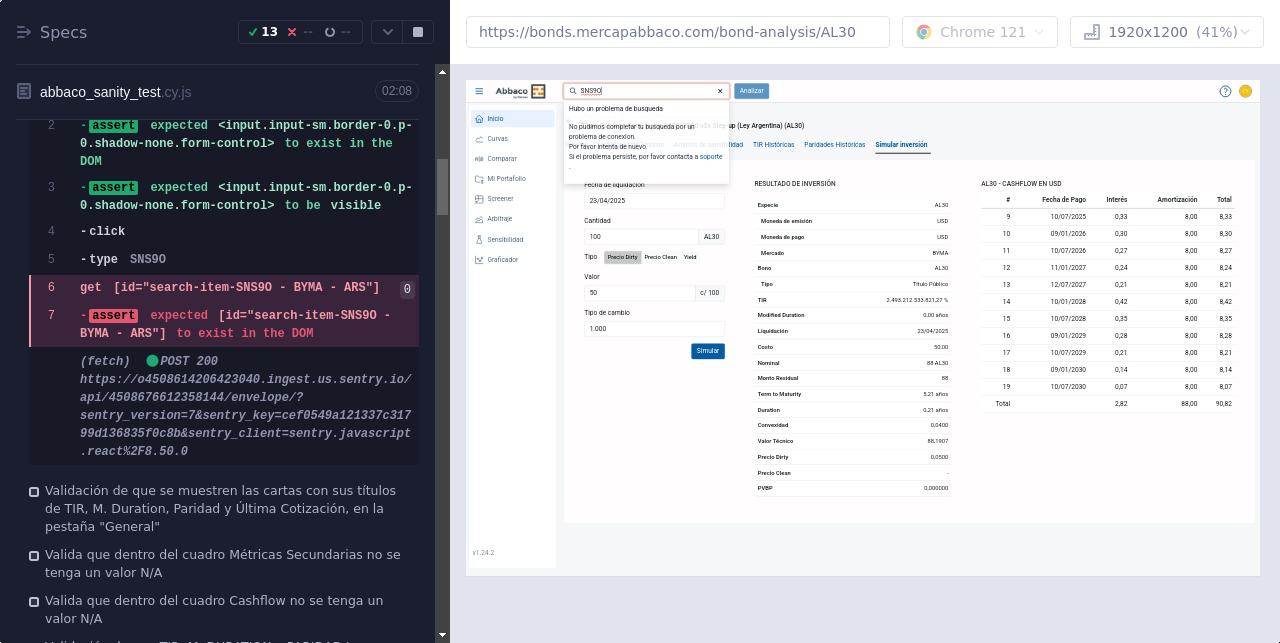 Specs
13 -- --
abbaco_sanity_test.cy.js 02:08
2 -assert expected <input.input-sm.border-0.p-
0.shadow-none.form-control> to exist in the
DOM
3 -assert expected <input.input-sm.border-0.p-
0.shadow-none.form-control> to be visible
4 -click
5 -type SNS9O
6 get [id="search-item-SNS9O - BYMA - ARS"] 0
7 -assert expected [id="search-item-SNS9O -
BYMA - ARS"] to exist in the DOM
(fetch) POST 200
https://o4508614206423040.ingest.us.sentry.io/
api/4508676612358144/envelope/?
sentry_version=7&sentry_key=cef0549a121337c317
99d136835f0c8b&sentry_client=sentry.javascript
.react%2F8.50.0
Validación de que se muestren las cartas con sus títulos
de TIR, M. Duration, Paridad y Última Cotización, en la
pestaña "General"
Valida que dentro del cuadro Métricas Secundarias no se
tenga un valor N/A
Valida que dentro del cuadro Cashflow no se tenga un
valor N/A
https://bonds.mercapabbaco.com/bond-analysis/AL30
Chrome 121
1920x1200 (41%)
Abbaco
SNS9O
Analizar
Hubo un problema de busqueda
No pudimos completar tu busqueda por un
problema de conexión.
Por favor intenta de nuevo.
Si el problema persiste, por favor contacta a soporte
.
up (Ley Argentina) (AL30)
TIR Históricas Paridades Históricas Simular inversión
Inicio
Curvas
Comparar
Mi Portafolio
Screener
Arbitraje
Sensibilidad
Graficador
v1.24.2
Fecha de liquidación
23/04/2025
Cantidad
100 AL30
Tipo Precio Dirty Precio Clean Yield
Valor
50 c/ 100
Tipo de cambio
1.000
Simular
RESULTADO DE INVERSIÓN
Especie AL30
Moneda de emisión USD
Moneda de pago USD
Mercado BYMA
Bono AL30
Tipo Título Público
TIR 2.493.212.533.821,27 %
Modified Duration 0,00 años
Liquidación 23/04/2025
Costo 50,00
Nominal 88 AL30
Monto Residual 88
Term to Maturity 5,21 años
Duration 0,21 años
Convexidad 0,0400
Valor Técnico 88,1907
Precio Dirty 0,0500
Precio Clean -
PVBP 0,000000
AL30 - CASHFLOW EN USD
# Fecha de Pago Interés Amortización Total
9 10/07/2025 0,33 8,00 8,33
10 09/01/2026 0,30 8,00 8,30
11 10/07/2026 0,27 8,00 8,27
12 11/01/2027 0,24 8,00 8,24
13 12/07/2027 0,21 8,00 8,21
14 10/01/2028 0,42 8,00 8,42
15 10/07/2028 0,35 8,00 8,35
16 09/01/2029 0,28 8,00 8,28
17 10/07/2029 0,21 8,00 8,21
18 09/01/2030 0,14 8,00 8,14
19 10/07/2030 0,07 8,00 8,07
Total 2,82 88,00 90,82